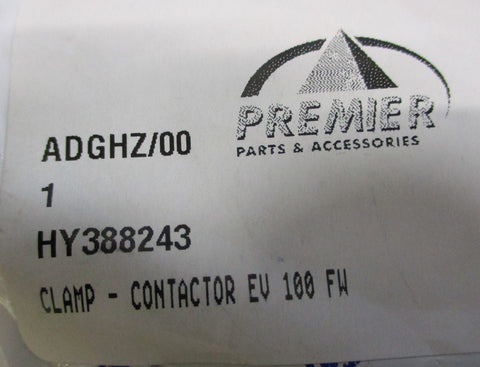 PREMIER
PARTS & ACCESSORIES
ADGHZ/00
1
HY388243
CLAMP - CONTACTOR EV 100 FW